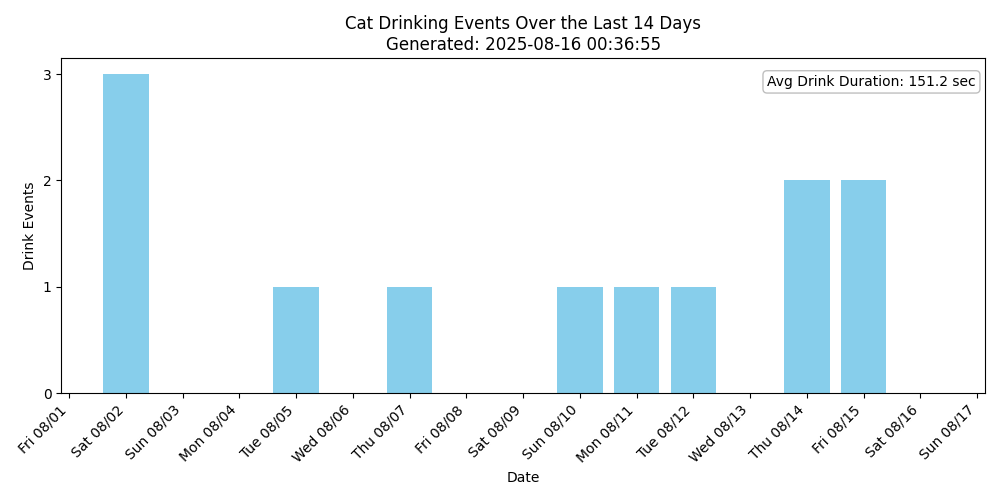 Cat Drinking Events Over the Last 14 Days
Generated: 2025-08-16 00:36:55
Avg Drink Duration: 151.2 sec
Drink Events
3
2
1
0
Fri 08/01
Sat 08/02
Sun 08/03
Mon 08/04
Tue 08/05
Wed 08/06
Thu 08/07
Fri 08/08
Sat 08/09
Sun 08/10
Mon 08/11
Tue 08/12
Wed 08/13
Thu 08/14
Fri 08/15
Sat 08/16
Sun 08/17
Date